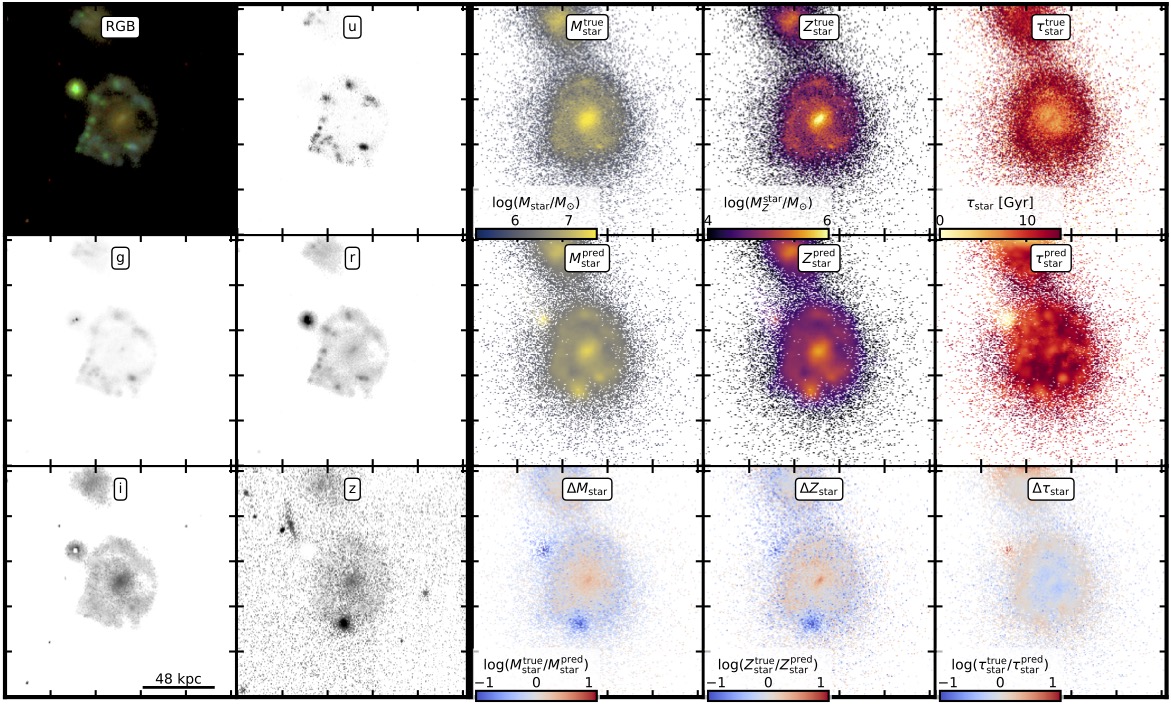 RGB
u
M_star^true
Z_star^true
τ_star^true
log(M_star/M_⊙)
6 7
log(M_Z^star/M_⊙)
4 6
τ_star [Gyr]
0 10
g
r
M_star^pred
Z_star^pred
τ_star^pred
i
z
ΔM_star
ΔZ_star
Δτ_star
48 kpc
log(M_star^true/M_star^pred)
−1 0 1
log(Z_star^true/Z_star^pred)
−1 0 1
log(τ_star^true/τ_star^pred)
−1 0 1